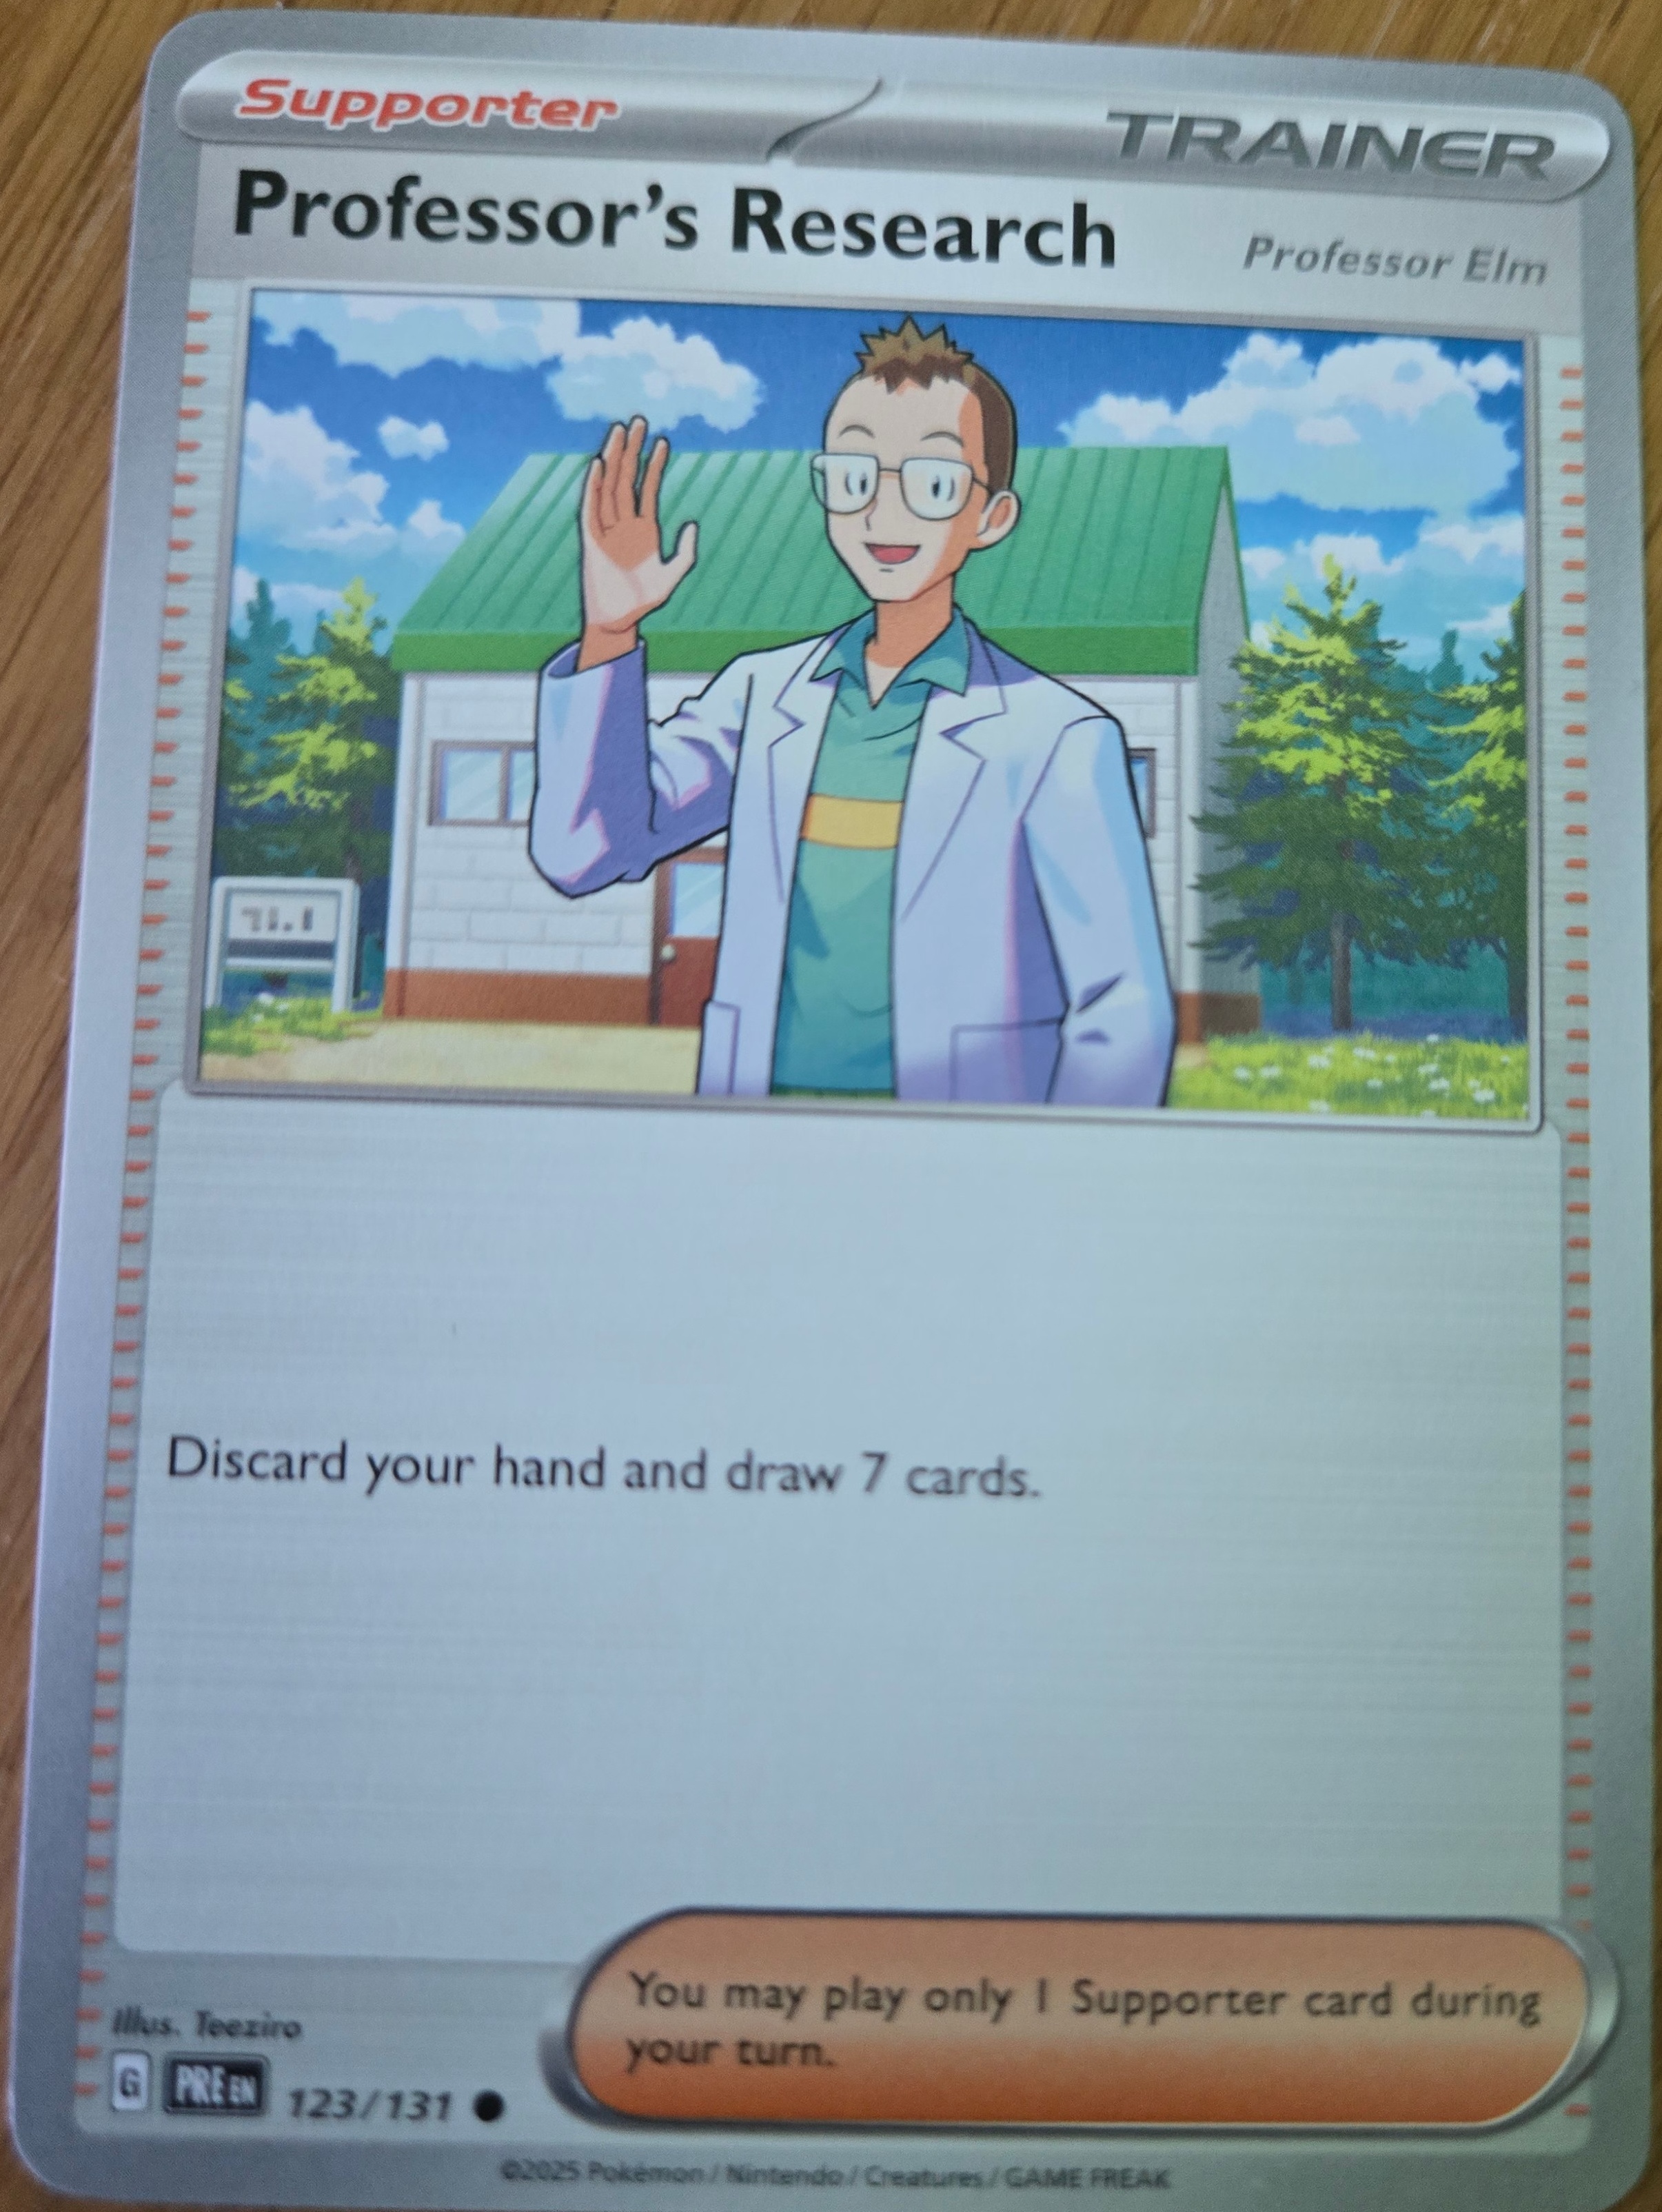 Supporter
TRAINER
Professor's Research
Professor Elm
Discard your hand and draw 7 cards.
You may play only 1 Supporter card during
your turn.
Illus. Teeziro
G PRE EN 123/131
©2025 Pokémon / Nintendo / Creatures / GAME FREAK